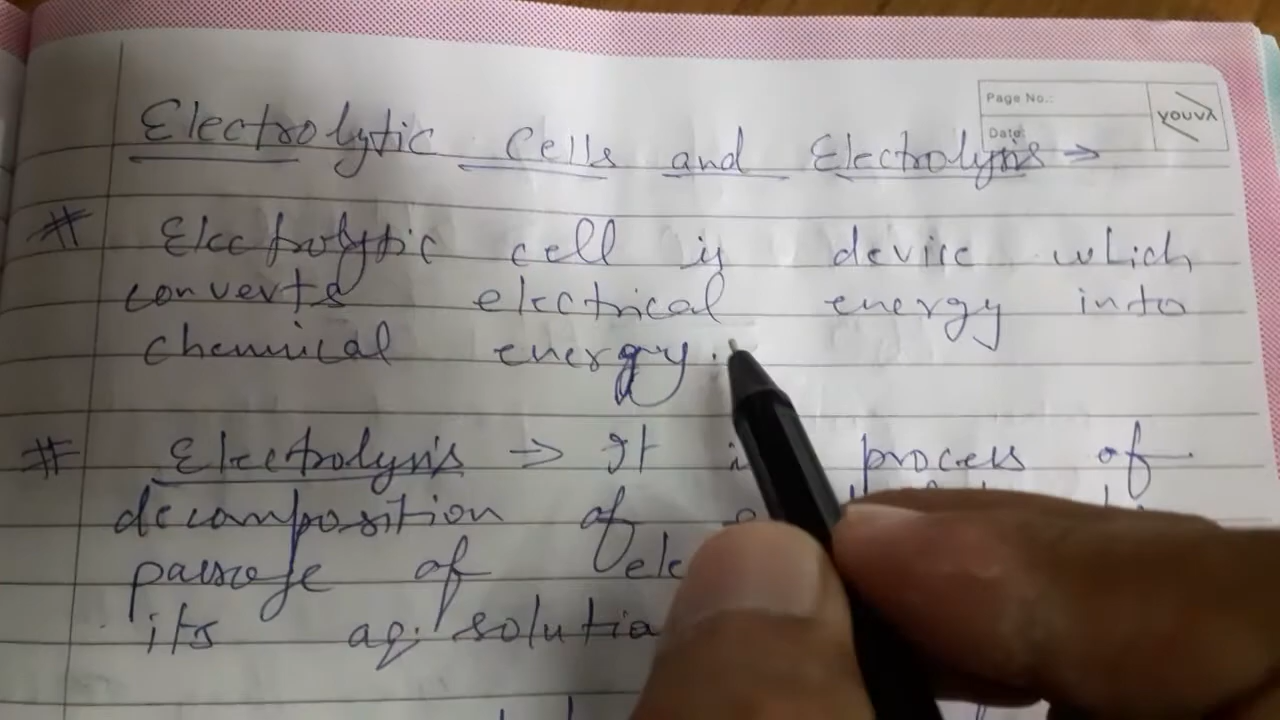 Page No.:
Date:
youva
Electrolytic Cells and Electrolysis →
# Electrolytic cell is device which
converts electrical energy into
chemical energy.
# Electrolysis → It process of
decomposition of
passage of
its aq. solution